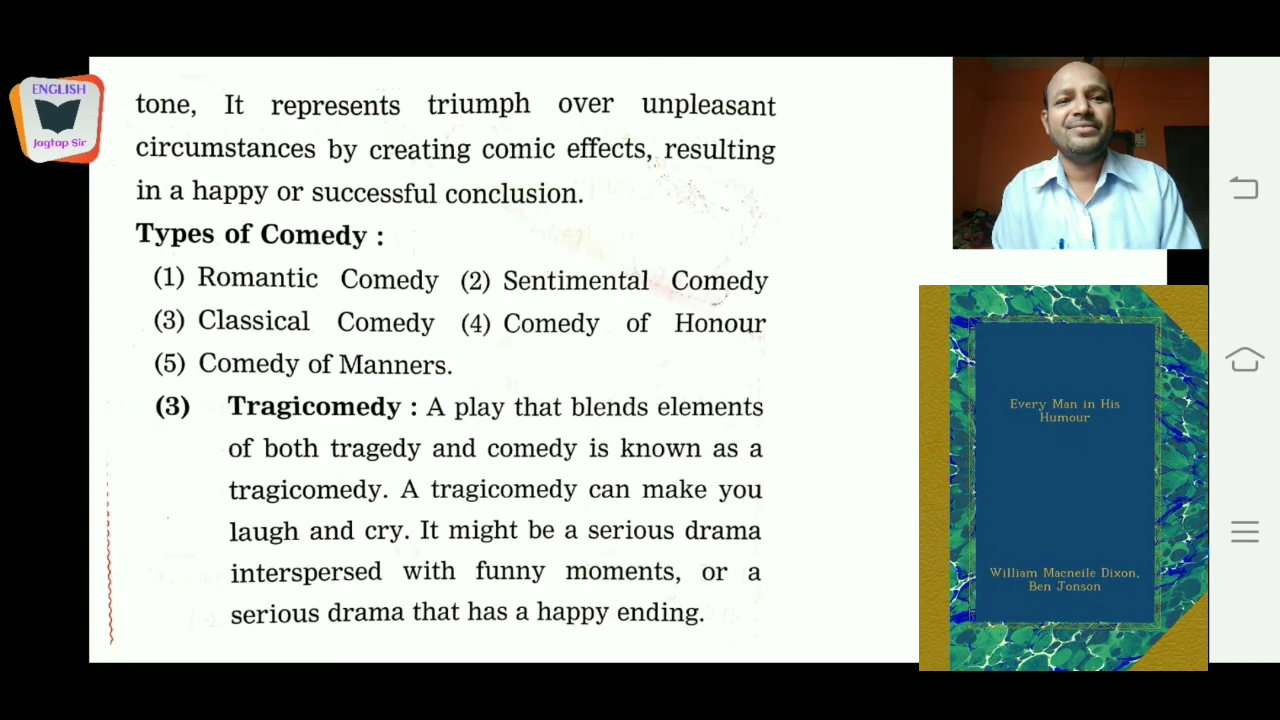 ENGLISH
Jagtap Sir
tone, It represents triumph over unpleasant
circumstances by creating comic effects, resulting
in a happy or successful conclusion.
Types of Comedy :
(1) Romantic Comedy (2) Sentimental Comedy
(3) Classical Comedy (4) Comedy of Honour
(5) Comedy of Manners.
(3) Tragicomedy : A play that blends elements
of both tragedy and comedy is known as a
tragicomedy. A tragicomedy can make you
laugh and cry. It might be a serious drama
interspersed with funny moments, or a
serious drama that has a happy ending.
Every Man in His
Humour
William Macneile Dixon,
Ben Jonson